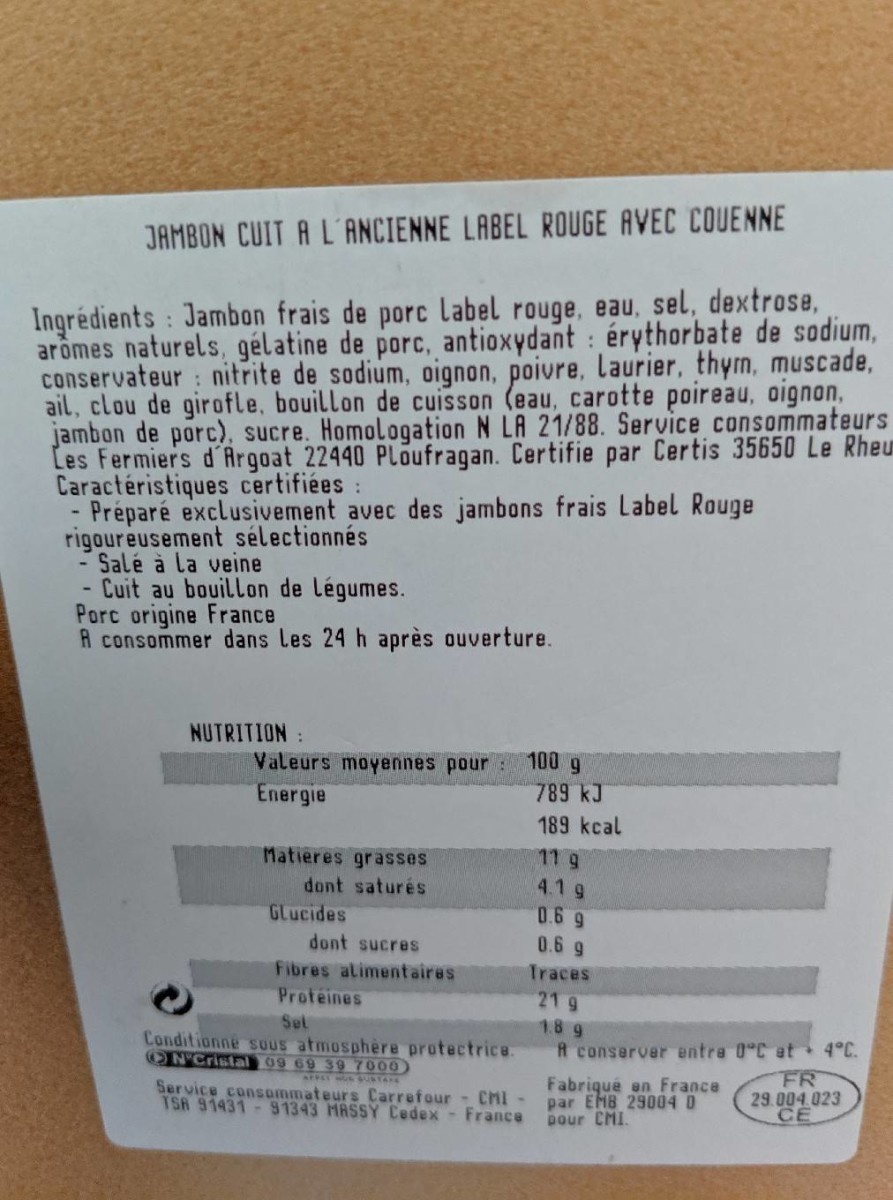 JAMBON CUIT A L'ANCIENNE LABEL ROUGE AVEC COUENNE
Ingrédients : Jambon frais de porc Label rouge, eau, sel, dextrose,
arômes naturels, gélatine de porc, antioxydant : érythorbate de sodium,
conservateur : nitrite de sodium, oignon, poivre, laurier, thym, muscade,
ail, clou de girofle, bouillon de cuisson (eau, carotte poireau, oignon,
jambon de porc), sucre. Homologation N LA 21/88. Service consommateurs
Les Fermiers d'Argoat 22440 Ploufragan. Certifie par Certis 35650 Le Rheu
Caractéristiques certifiées :
- Préparé exclusivement avec des jambons frais Label Rouge
rigoureusement sélectionnés
- Salé à la veine
- Cuit au bouillon de légumes.
Porc origine France
A consommer dans les 24 h après ouverture.
NUTRITION :
Valeurs moyennes pour : 100 g
Energie 789 kJ
189 kcal
Matières grasses 11 g
dont saturés 4.1 g
Glucides 0.6 g
dont sucres 0.6 g
Fibres alimentaires Traces
Protéines 21 g
Sel 1.8 g
Conditionné sous atmosphère protectrice. A conserver entre 0°C et + 4°C.
N°Cristal 09 69 39 7000
APPEL NON SURTAXE
Service consommateurs Carrefour - CMI -
TSA 91431 - 91343 MASSY Cedex - France
Fabriqué en France
par EMB 29004 D
pour CMI.
FR
29.004.023
CE